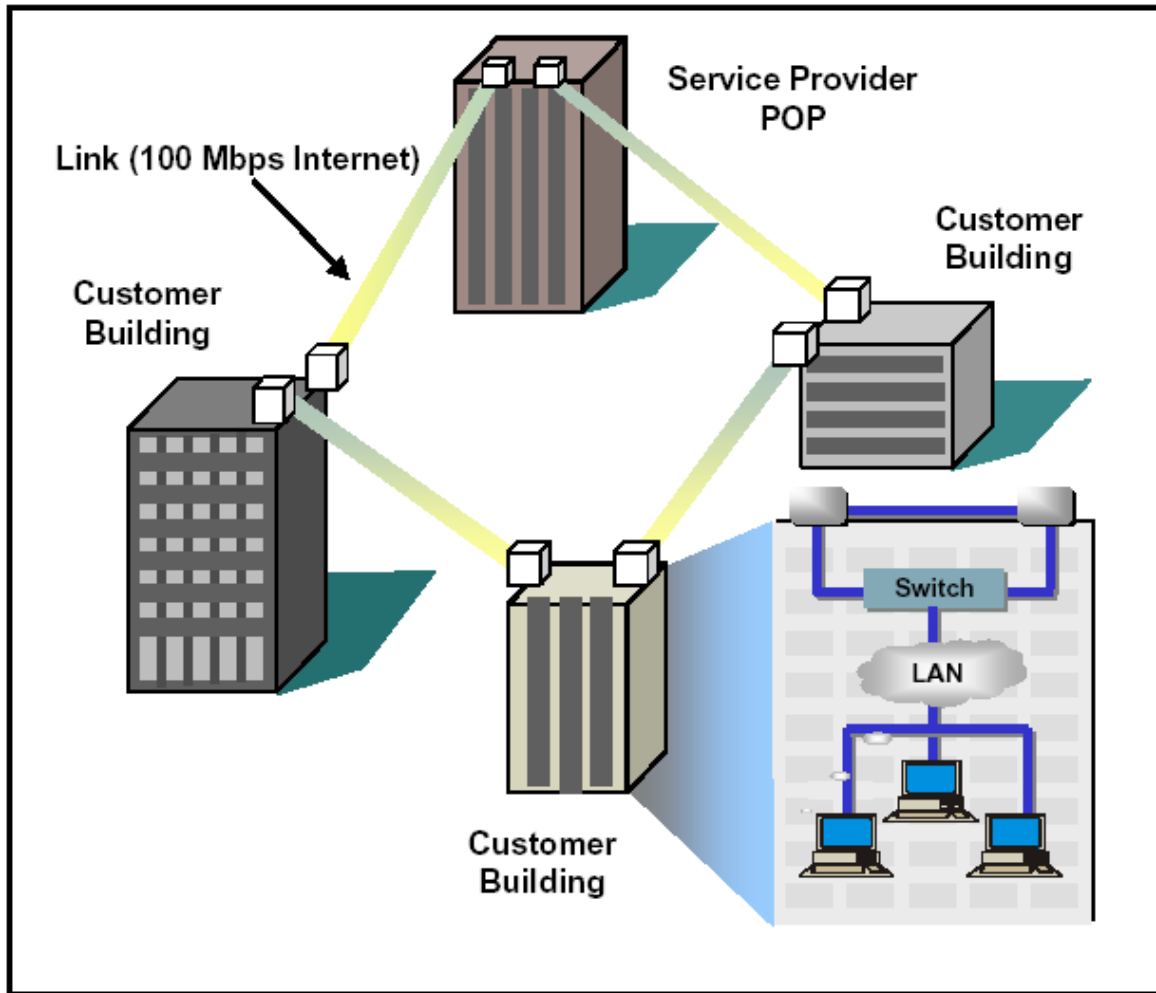 Service Provider
POP
Link (100 Mbps Internet)
Customer
Building
Customer
Building
Switch
LAN
Customer
Building